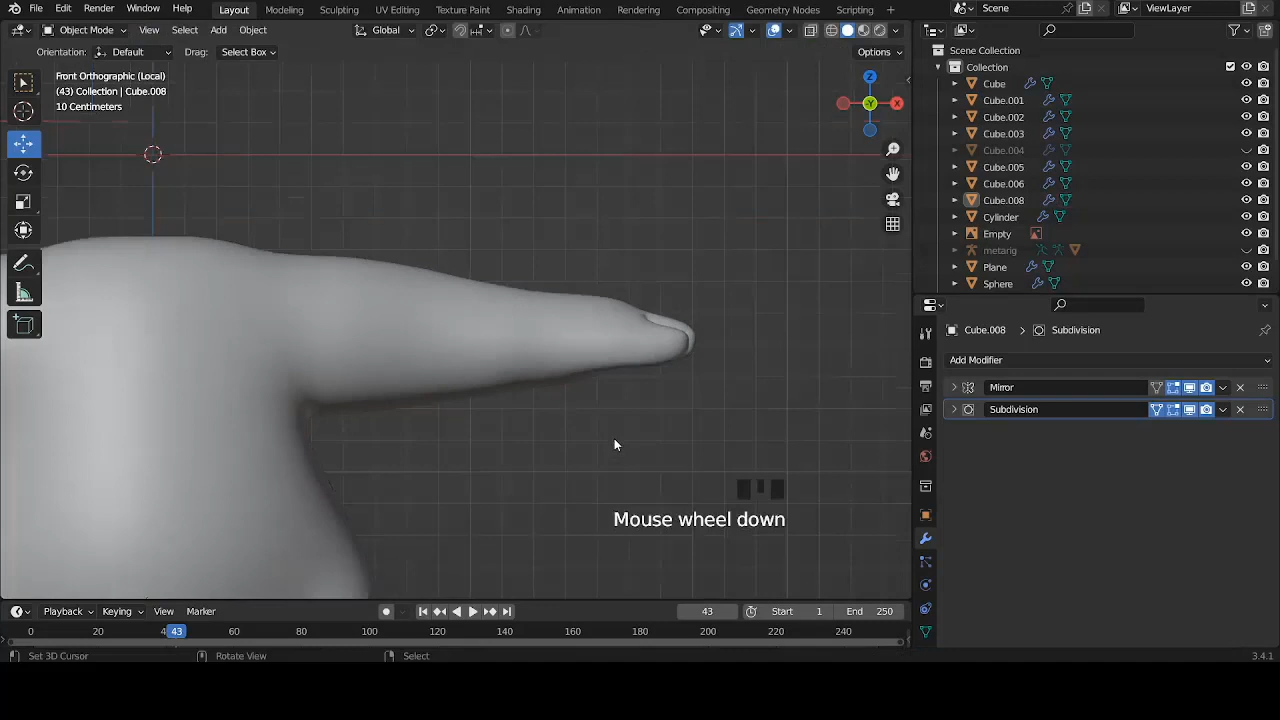 File Edit Render Window Help Layout Modeling Sculpting UV Editing Texture Paint Shading Animation Rendering Compositing Geometry Nodes Scripting Scene ViewLayer
Object Mode View Select Add Object Global
Orientation: Default Drag: Select Box Options
Front Orthographic (Local)
(43) Collection | Cube.008
10 Centimeters
Z
X
Y
Scene Collection
Collection
Cube
Cube.001
Cube.002
Cube.003
Cube.004
Cube.005
Cube.006
Cube.008
Cylinder
Empty
metarig
Plane
Sphere
Cube.008 > Subdivision
Add Modifier
Mirror
Subdivision
Mouse wheel down
Playback Keying View Marker 43 Start 1 End 250
0 20 4 43 60 80 100 120 140 160 180 200 220 240
Set 3D Cursor Rotate View Select 3.4.1